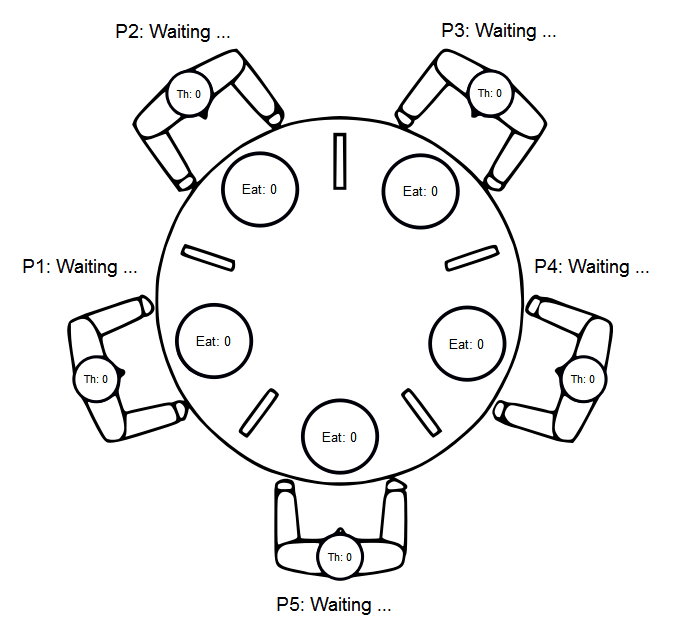 P2: Waiting ...
P3: Waiting ...
Th: 0
Th: 0
Eat: 0
Eat: 0
P1: Waiting ...
P4: Waiting ...
Eat: 0
Eat: 0
Th: 0
Th: 0
Eat: 0
Th: 0
P5: Waiting ...